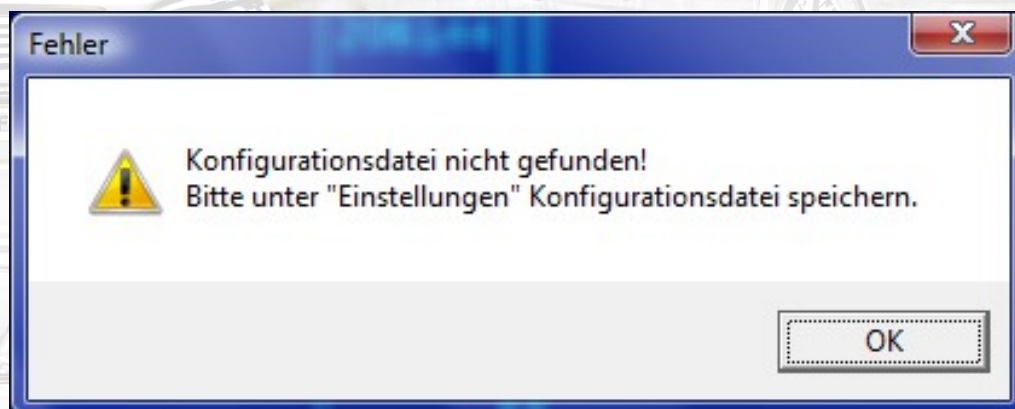 Fehler
Konfigurationsdatei nicht gefunden!
Bitte unter "Einstellungen" Konfigurationsdatei speichern.
OK